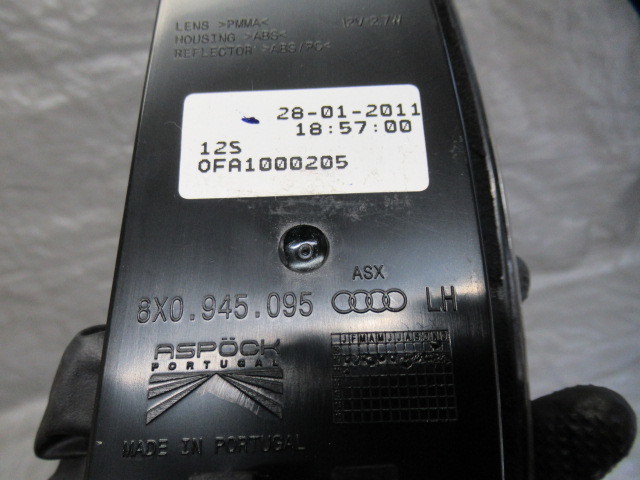 LENS >PMMA< 12V/2.7W
HOUSING >ABS<
REFLECTOR >ABS/PC<
28-01-2011
18:57:00
12S
OFA1000205
ASX
8X0.945.095 LH
ASPÖCK
PORTUGAL
MADE IN PORTUGAL